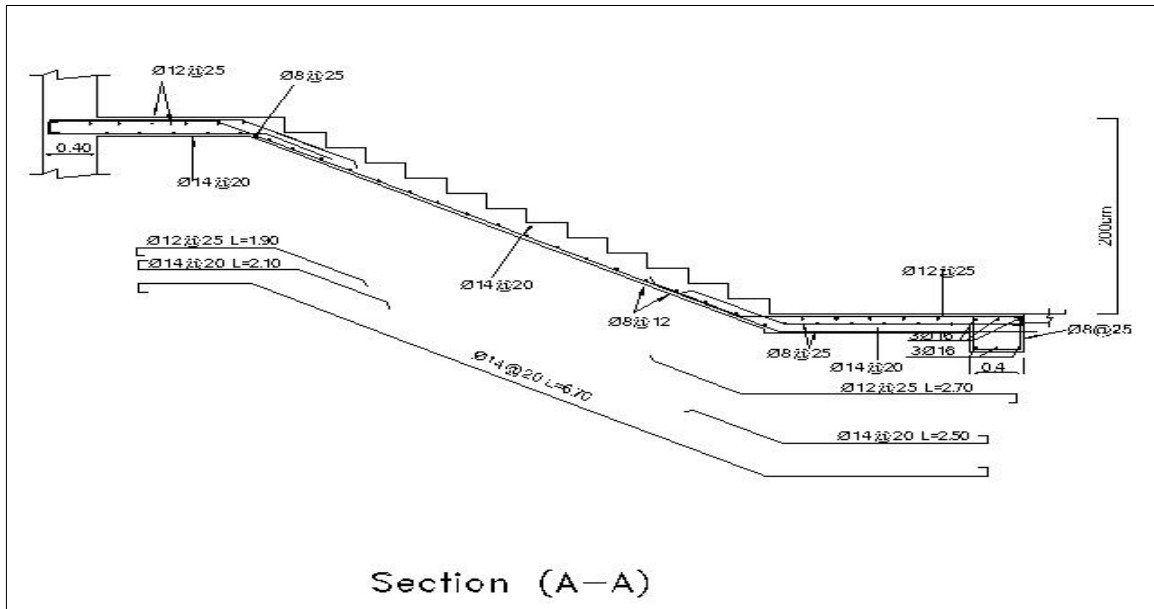 Ø12@25
Ø8@25
0.40
Ø14@20
200cm
Ø12@25 L=1.90
Ø14@20 L=2.10
Ø14@20
Ø12@25
Ø8@12
3Ø16
Ø8@25
Ø8@25
3Ø16
Ø14@20
0.4
Ø14@20 L=6.70
Ø12@25 L=2.70
Ø14@20 L=2.50
Section (A-A)